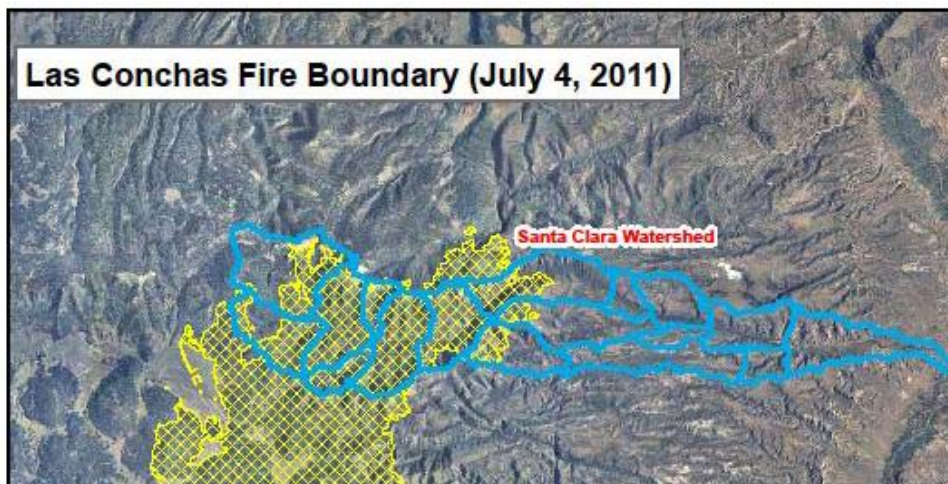 Las Conchas Fire Boundary (July 4, 2011)
Santa Clara Watershed